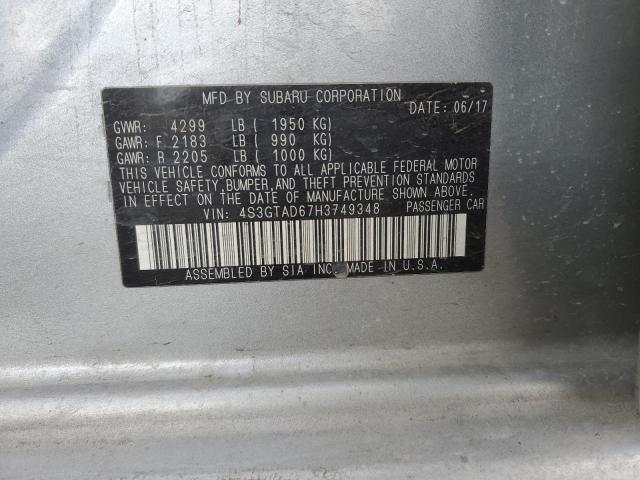 MFD BY SUBARU CORPORATION
DATE: 06/17
GVWR: 4299 LB ( 1950 KG)
GAWR: F 2183 LB ( 990 KG)
GAWR: R 2205 LB ( 1000 KG)
THIS VEHICLE CONFORMS TO ALL APPLICABLE FEDERAL MOTOR
VEHICLE SAFETY, BUMPER, AND THEFT PREVENTION STANDARDS
IN EFFECT ON THE DATE OF MANUFACTURE SHOWN ABOVE.
VIN: 4S3GTAD67H3749348 PASSENGER CAR
ASSEMBLED BY SIA INC. MADE IN U.S.A.